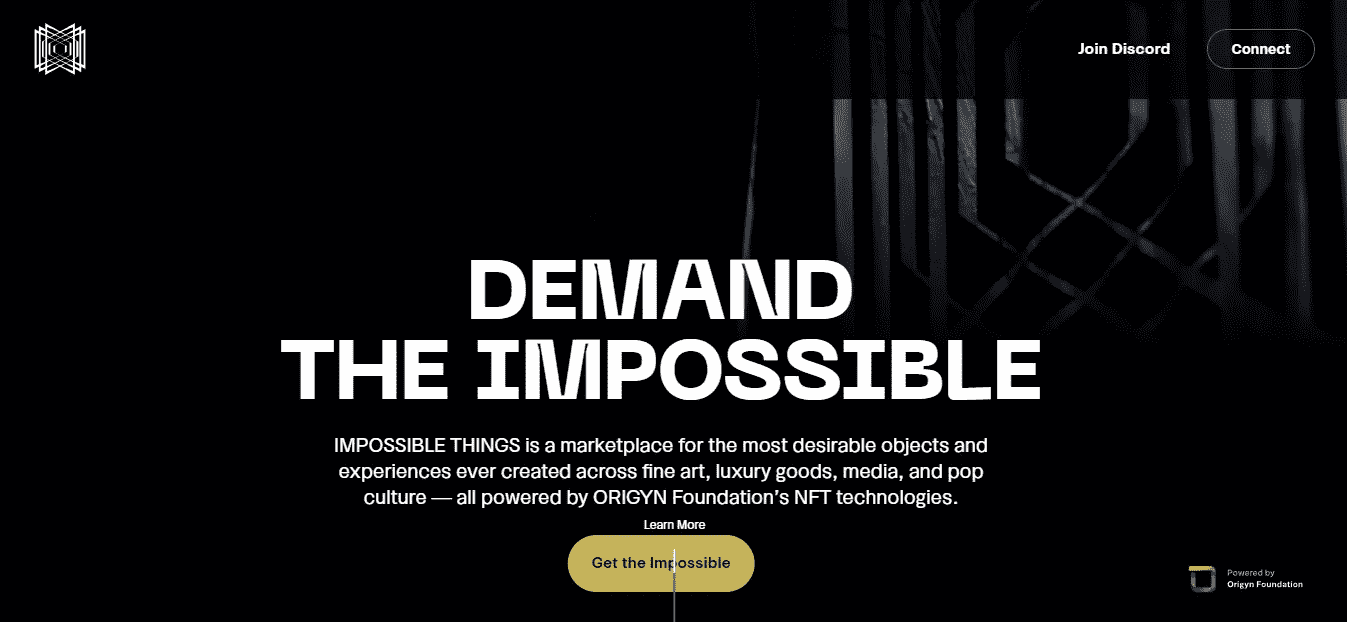 Join Discord
Connect
DEMAND
THE IMPOSSIBLE
IMPOSSIBLE THINGS is a marketplace for the most desirable objects and
experiences ever created across fine art, luxury goods, media, and pop
culture — all powered by ORIGYN Foundation’s NFT technologies.
Learn More
Get the Impossible
Powered by
Origyn Foundation